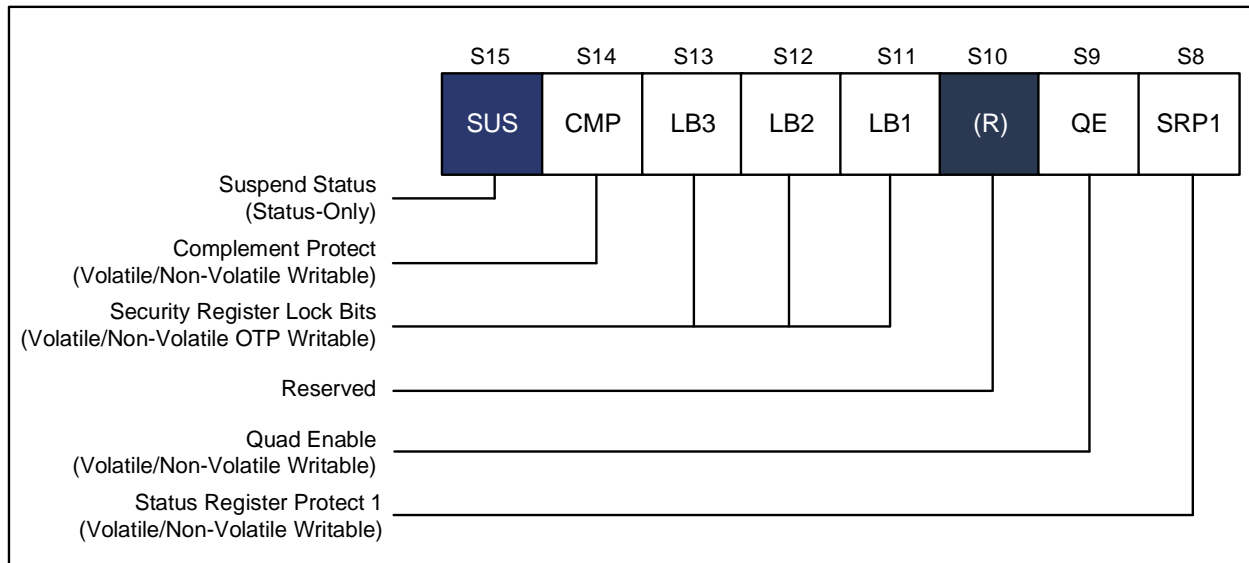 S15 S14 S13 S12 S11 S10 S9 S8
SUS CMP LB3 LB2 LB1 (R) QE SRP1
Suspend Status
(Status-Only)
Complement Protect
(Volatile/Non-Volatile Writable)
Security Register Lock Bits
(Volatile/Non-Volatile OTP Writable)
Reserved
Quad Enable
(Volatile/Non-Volatile Writable)
Status Register Protect 1
(Volatile/Non-Volatile Writable)